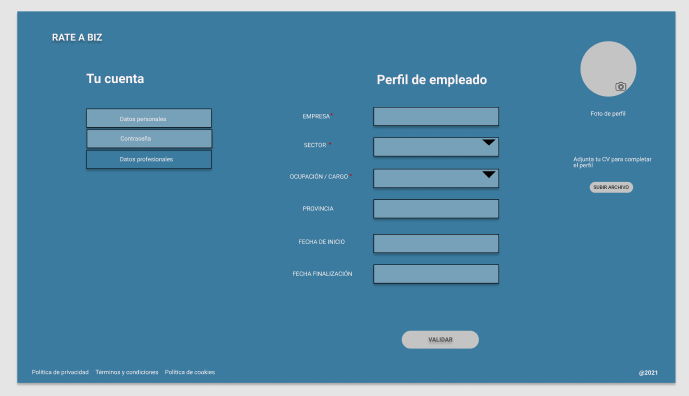 RATE A BIZ
Tu cuenta
Datos personales
Contraseña
Datos profesionales
Perfil de empleado
EMPRESA *
SECTOR *
OCUPACIÓN / CARGO *
PROVINCIA
FECHA DE INICIO
FECHA FINALIZACIÓN
VALIDAR
Foto de perfil
Adjunta tu CV para completar
el perfil
SUBIR ARCHIVO
Política de privacidad Términos y condiciones Política de cookies
@2021